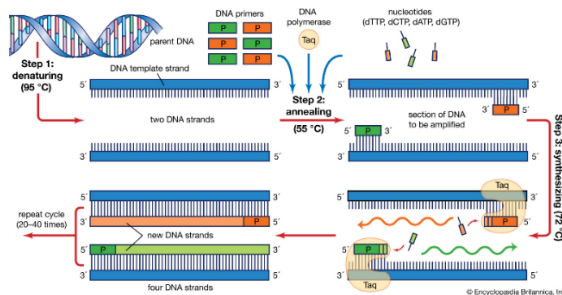 DNA primers
DNA
polymerase
nucleotides
(dTTP, dCTP, dATP, dGTP)
parent DNA
P P
P P
P P
Taq
Step 1:
denaturing
(95 °C)
DNA template strand
5´ 3´
Step 2:
annealing
(55 °C)
5´ 3´
P
two DNA strands
section of DNA
to be amplified
P
3´ 5´
3´ 5´
Step 3: synthesizing (72 °C)
5´ 3´
Taq
3´ P 5´
P
repeat cycle
(20–40 times)
new DNA strands
5´ P 3´
P
3´ 5´
Taq
3´ 5´
four DNA strands
© Encyclopædia Britannica, In